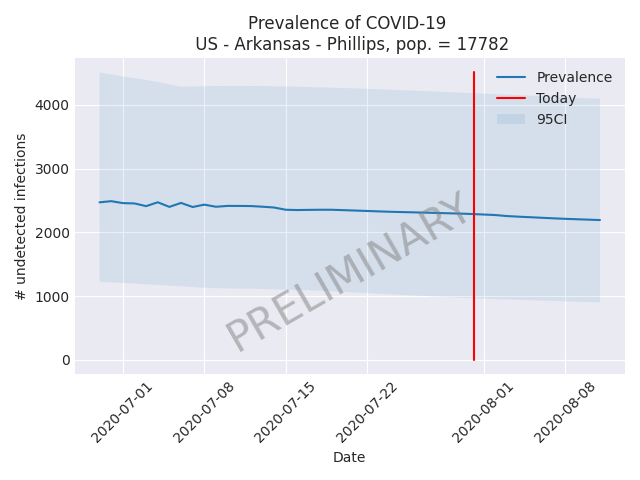 Prevalence of COVID-19
US - Arkansas - Phillips, pop. = 17782
# undetected infections
4000
3000
2000
1000
0
Prevalence
Today
95CI
PRELIMINARY
2020-07-01
2020-07-08
2020-07-15
2020-07-22
2020-08-01
2020-08-08
Date